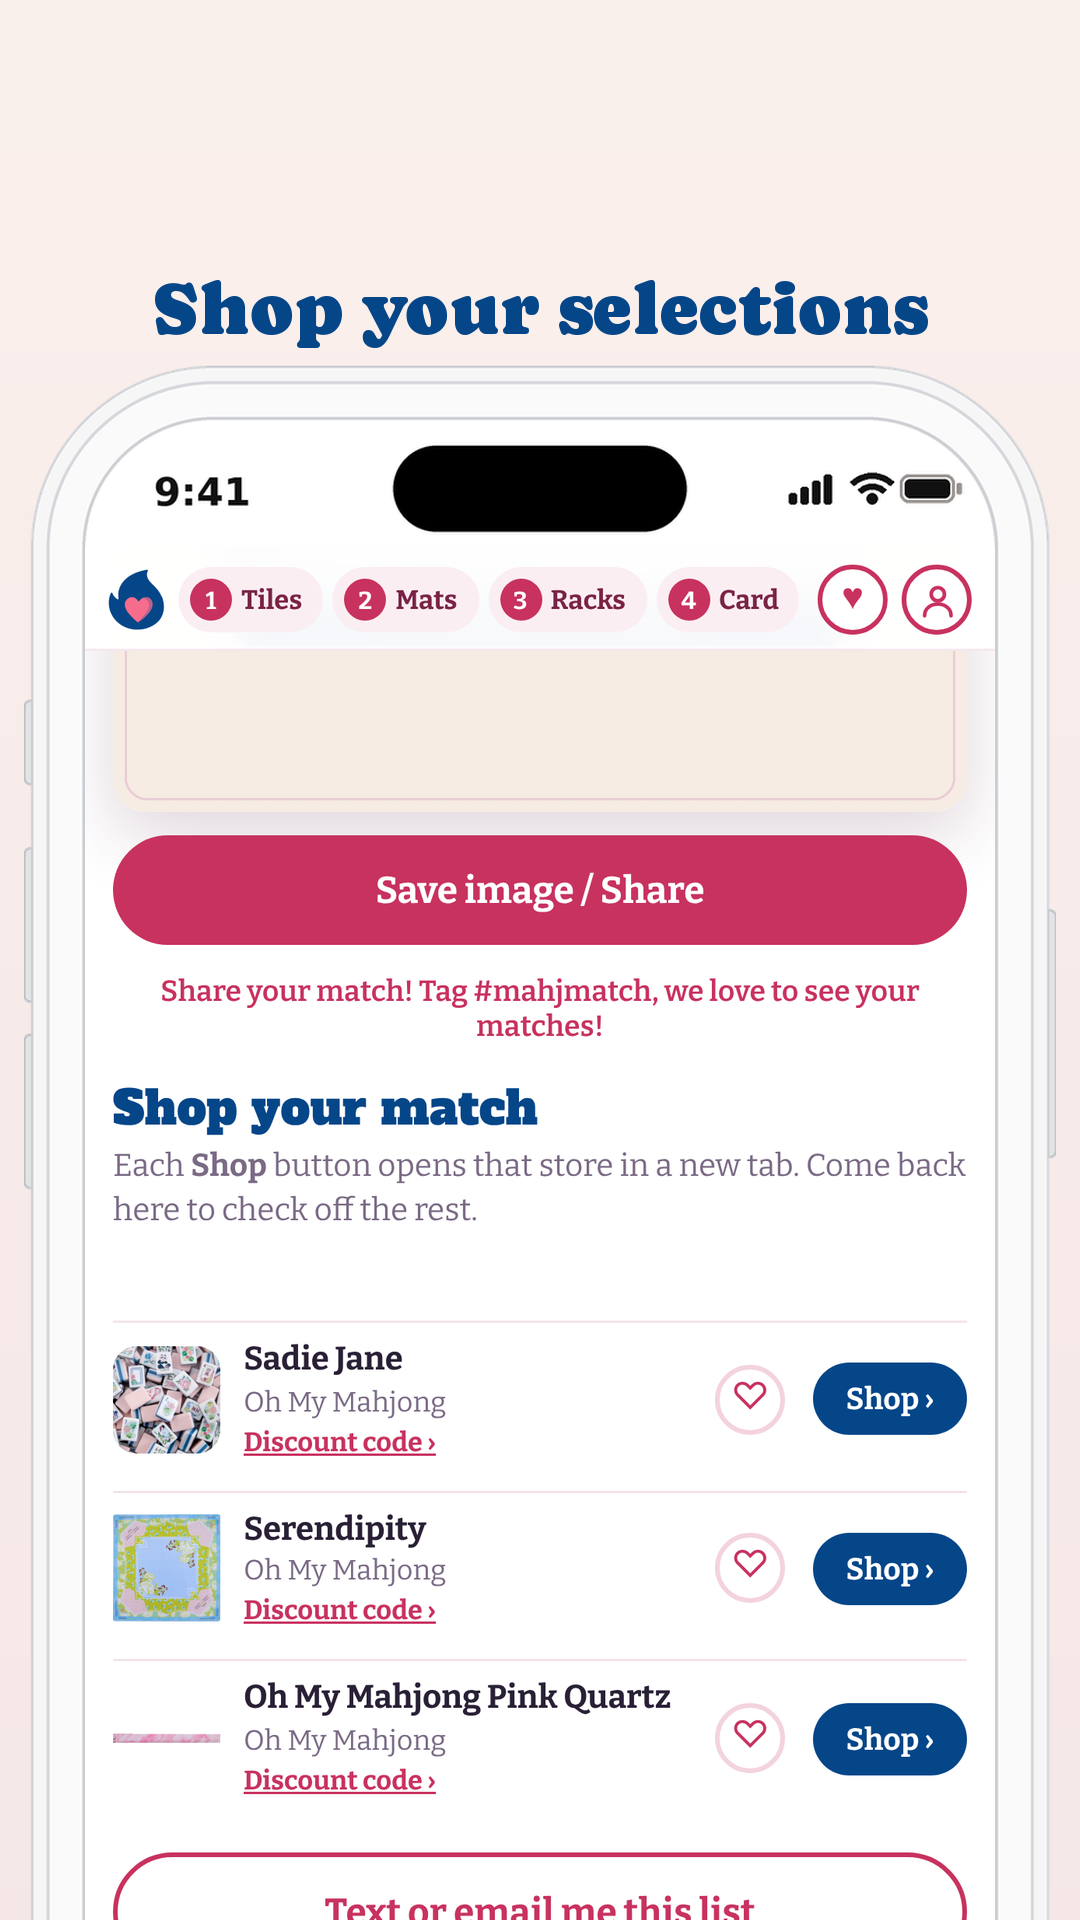 Shop your selections
9:41
1 Tiles 2 Mats 3 Racks 4 Card
Save image / Share
Share your match! Tag #mahjmatch, we love to see your
matches!
Shop your match
Each Shop button opens that store in a new tab. Come back
here to check off the rest.
Sadie Jane
Oh My Mahjong
Discount code ›
Shop ›
Serendipity
Oh My Mahjong
Discount code ›
Shop ›
Oh My Mahjong Pink Quartz
Oh My Mahjong
Discount code ›
Shop ›
Text or email me this list